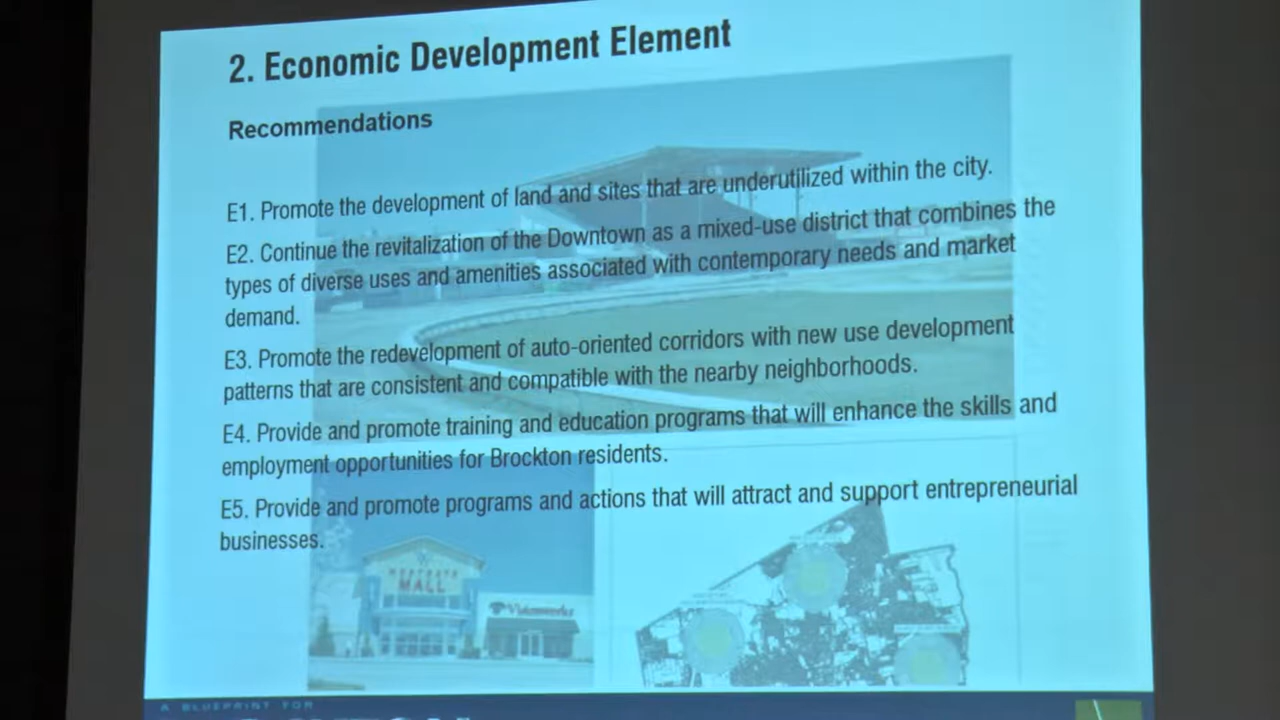 2. Economic Development Element
Recommendations
E1. Promote the development of land and sites that are underutilized within the city.
E2. Continue the revitalization of the Downtown as a mixed-use district that combines the
types of diverse uses and amenities associated with contemporary needs and market
demand.
E3. Promote the redevelopment of auto-oriented corridors with new use development
patterns that are consistent and compatible with the nearby neighborhoods.
E4. Provide and promote training and education programs that will enhance the skills and
employment opportunities for Brockton residents.
E5. Provide and promote programs and actions that will attract and support entrepreneurial
businesses.
WESTGATE
MALL
Visionworks
A BLUEPRINT FOR